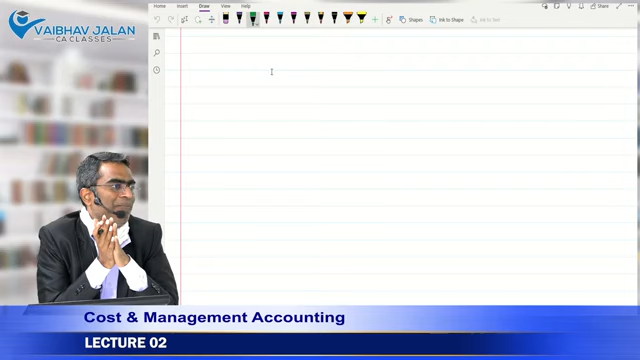 VAIBHAV JALAN
CA CLASSES
Home Insert Draw View Help
Share
Shapes
Ink to Shape
Ink to Text
Cost & Management Accounting
LECTURE 02